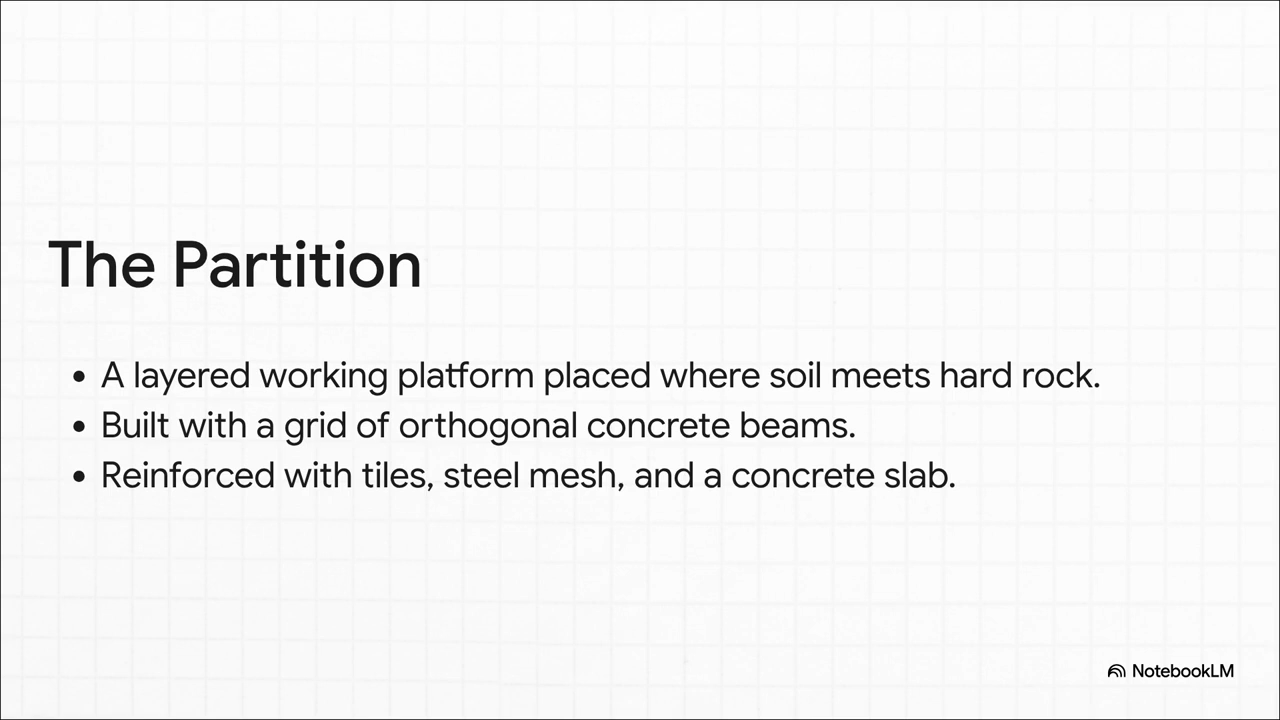 The Partition
• A layered working platform placed where soil meets hard rock.
• Built with a grid of orthogonal concrete beams.
• Reinforced with tiles, steel mesh, and a concrete slab.
NotebookLM